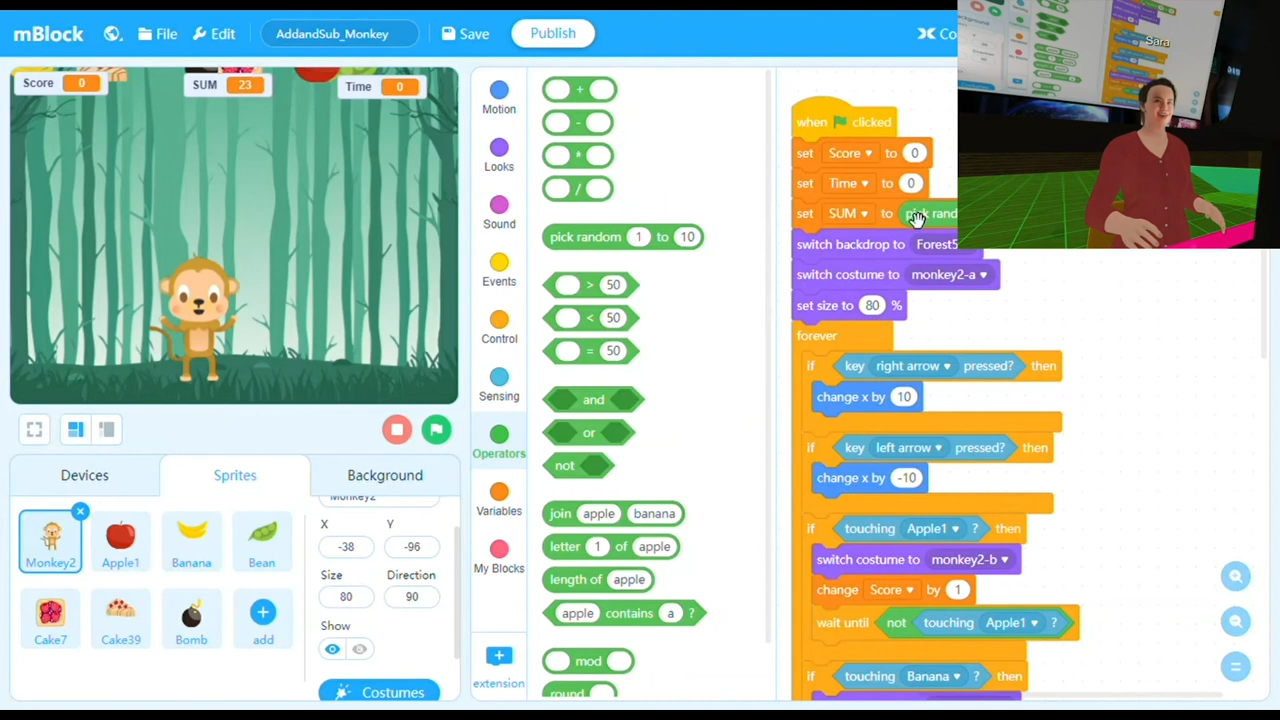 mBlock
File
Edit
AddandSub_Monkey
Save
Publish
Co
Sara
Score 0
SUM 23
Time 0
Motion
Looks
Sound
Events
Control
Sensing
Operators
Variables
My Blocks
extension
+
-
*
/
pick random 1 to 10
> 50
< 50
= 50
and
or
not
join apple banana
letter 1 of apple
length of apple
apple contains a ?
mod
round
when clicked
set Score to 0
set Time to 0
set SUM to pick rand
switch backdrop to Forest5
switch costume to monkey2-a
set size to 80 %
forever
if key right arrow pressed? then
change x by 10
if key left arrow pressed? then
change x by -10
if touching Apple1 ? then
switch costume to monkey2-b
change Score by 1
wait until not touching Apple1 ?
if touching Banana ? then
Devices
Sprites
Background
Monkey2
Apple1
Banana
Bean
Cake7
Cake39
Bomb
add
Monkey2
X
Y
-38
-96
Size
Direction
80
90
Show
Costumes